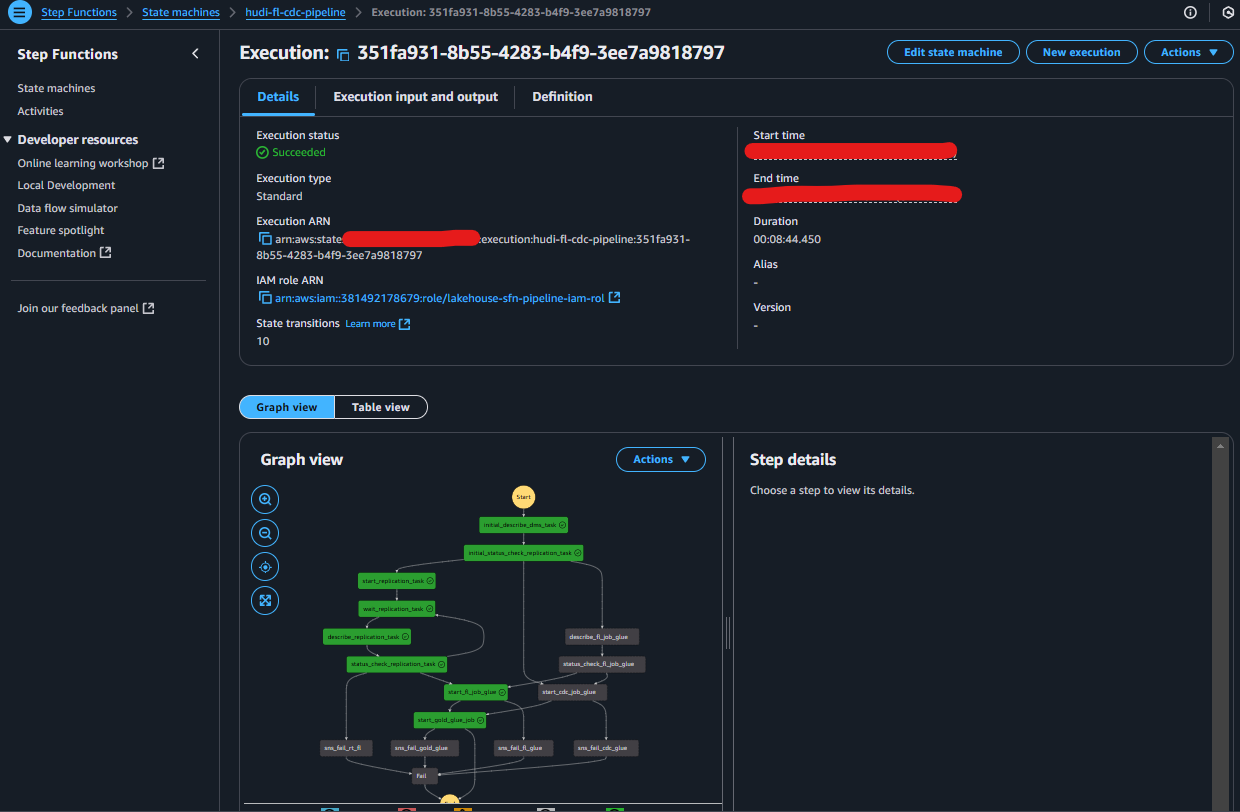 Step Functions > State machines > hudi-fl-cdc-pipeline > Execution: 351fa931-8b55-4283-b4f9-3ee7a9818797
Step Functions
State machines
Activities
Developer resources
Online learning workshop
Local Development
Data flow simulator
Feature spotlight
Documentation
Join our feedback panel
Execution: 351fa931-8b55-4283-b4f9-3ee7a9818797
Edit state machine
New execution
Actions
Details
Execution input and output
Definition
Execution status
Succeeded
Execution type
Standard
Execution ARN
arn:aws:state :execution:hudi-fl-cdc-pipeline:351fa931-
8b55-4283-b4f9-3ee7a9818797
IAM role ARN
arn:aws:iam::381492178679:role/lakehouse-sfn-pipeline-iam-rol
State transitions Learn more
10
Start time
End time
Duration
00:08:44.450
Alias
-
Version
-
Graph view
Table view
Graph view
Actions
Start
initial_describe_dms_task
initial_status_check_replication_task
start_replication_task
wait_replication_task
describe_replication_task
describe_fl_job_glue
status_check_replication_task
status_check_fl_job_glue
start_fl_job_glue
start_cdc_job_glue
start_gold_glue_job
sns_fail_rt_fl
sns_fail_gold_glue
sns_fail_fl_glue
sns_fail_cdc_glue
Fail
Step details
Choose a step to view its details.